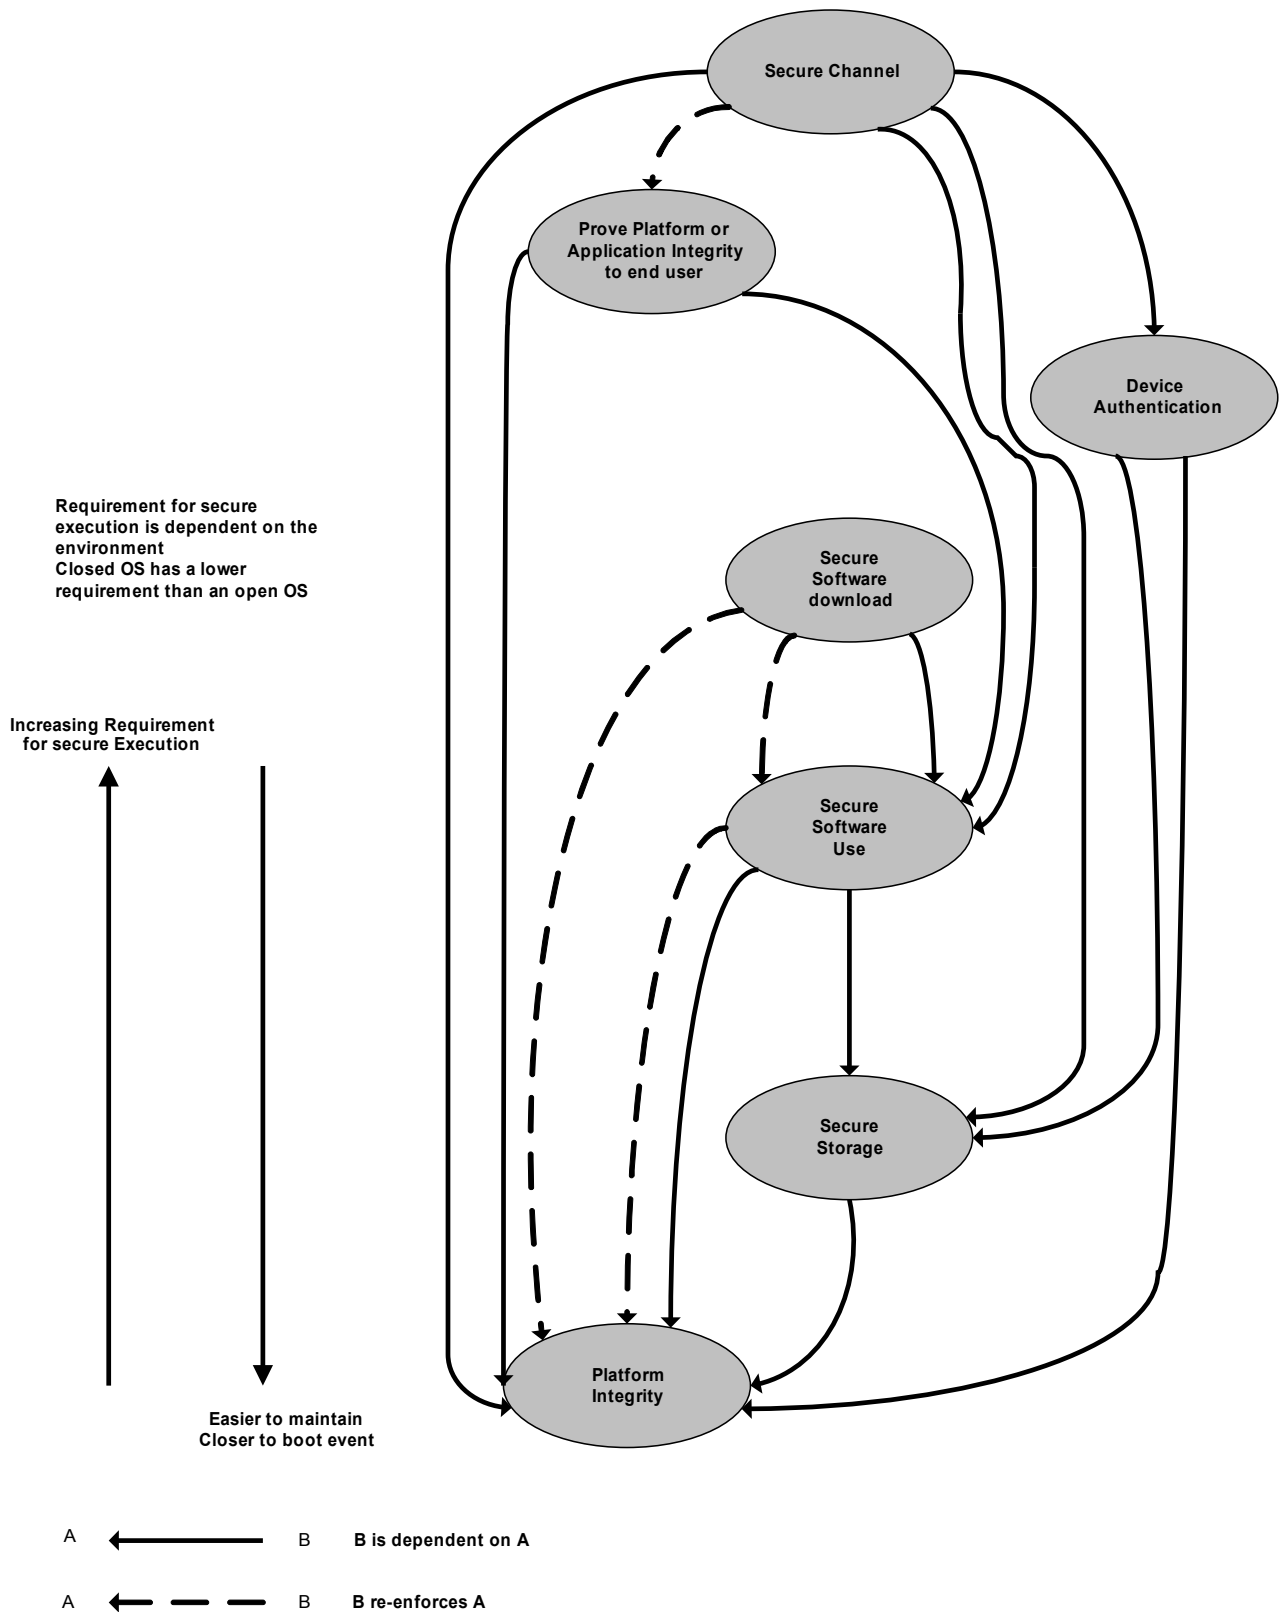 Secure Channel
Prove Platform or
Application Integrity
to end user
Device
Authentication
Requirement for secure
execution is dependent on the
environment
Closed OS has a lower
requirement than an open OS
Secure
Software
download
Increasing Requirement
for secure Execution
Secure
Software
Use
Secure
Storage
Platform
Integrity
Easier to maintain
Closer to boot event
A B B is dependent on A
A B B re-enforces A